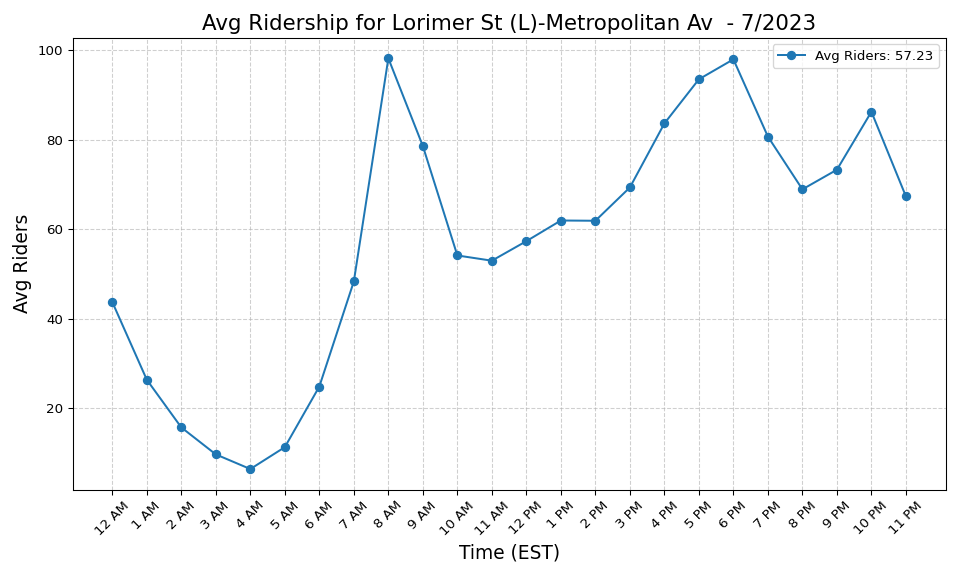 Avg Ridership for Lorimer St (L)-Metropolitan Av  - 7/2023
Avg Riders: 57.23
Avg Riders
100
80
60
40
20
12 AM 1 AM 2 AM 3 AM 4 AM 5 AM 6 AM 7 AM 8 AM 9 AM 10 AM 11 AM 12 PM 1 PM 2 PM 3 PM 4 PM 5 PM 6 PM 7 PM 8 PM 9 PM 10 PM 11 PM
Time (EST)